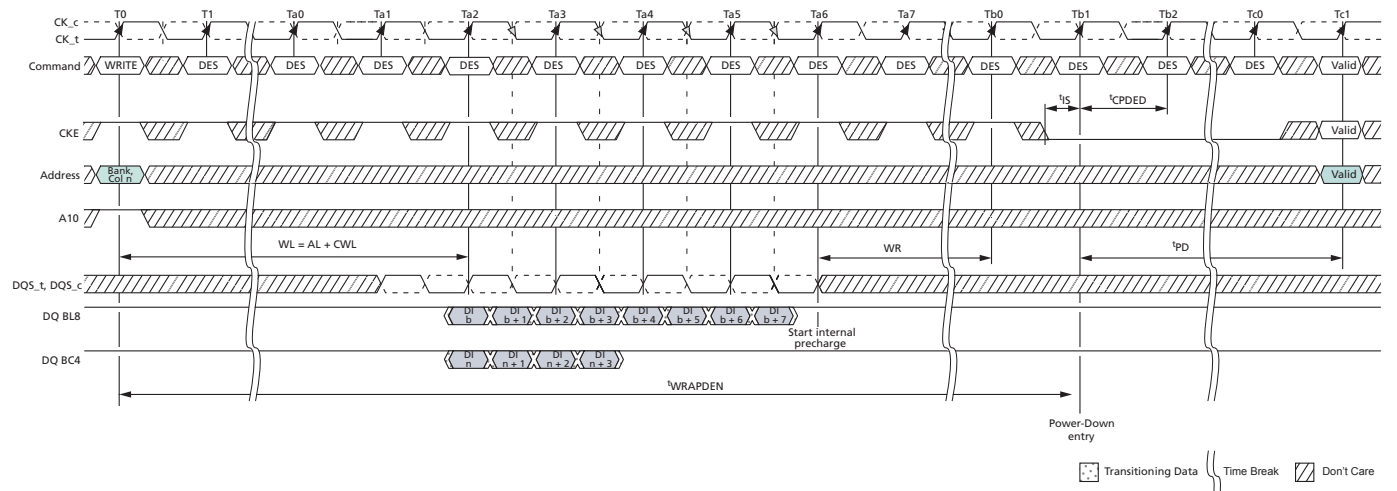 T0 T1 Ta0 Ta1 Ta2 Ta3 Ta4 Ta5 Ta6 Ta7 Tb0 Tb1 Tb2 Tc0 Tc1
CK_c
CK_t
Command WRITE DES DES DES DES DES DES DES DES DES DES DES DES DES Valid
tIS tCPDED
CKE Valid
Address Bank, Col n Valid
A10
WL = AL + CWL WR tPD
DQS_t, DQS_c
DQ BL8 DI b DI b + 1 DI b + 2 DI b + 3 DI b + 4 DI b + 5 DI b + 6 DI b + 7
Start internal
precharge
DQ BC4 DI n DI n + 1 DI n + 2 DI n + 3
tWRAPDEN
Power-Down
entry
Transitioning Data Time Break Don't Care